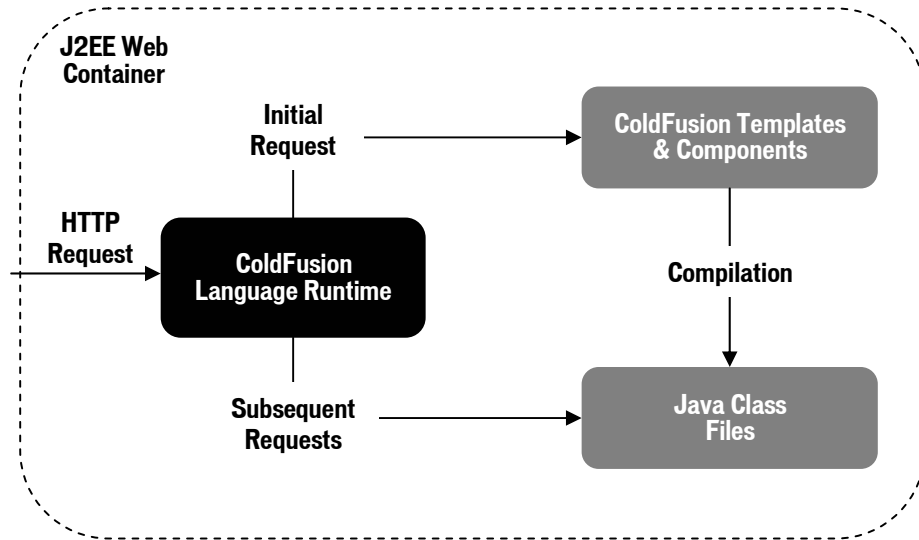 J2EE Web
Container
Initial
Request
ColdFusion Templates
& Components
HTTP
Request
ColdFusion
Language Runtime
Compilation
Subsequent
Requests
Java Class
Files